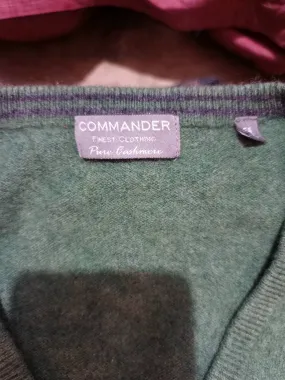 COMMANDER
FINEST CLOTHING
Pure Cashmere